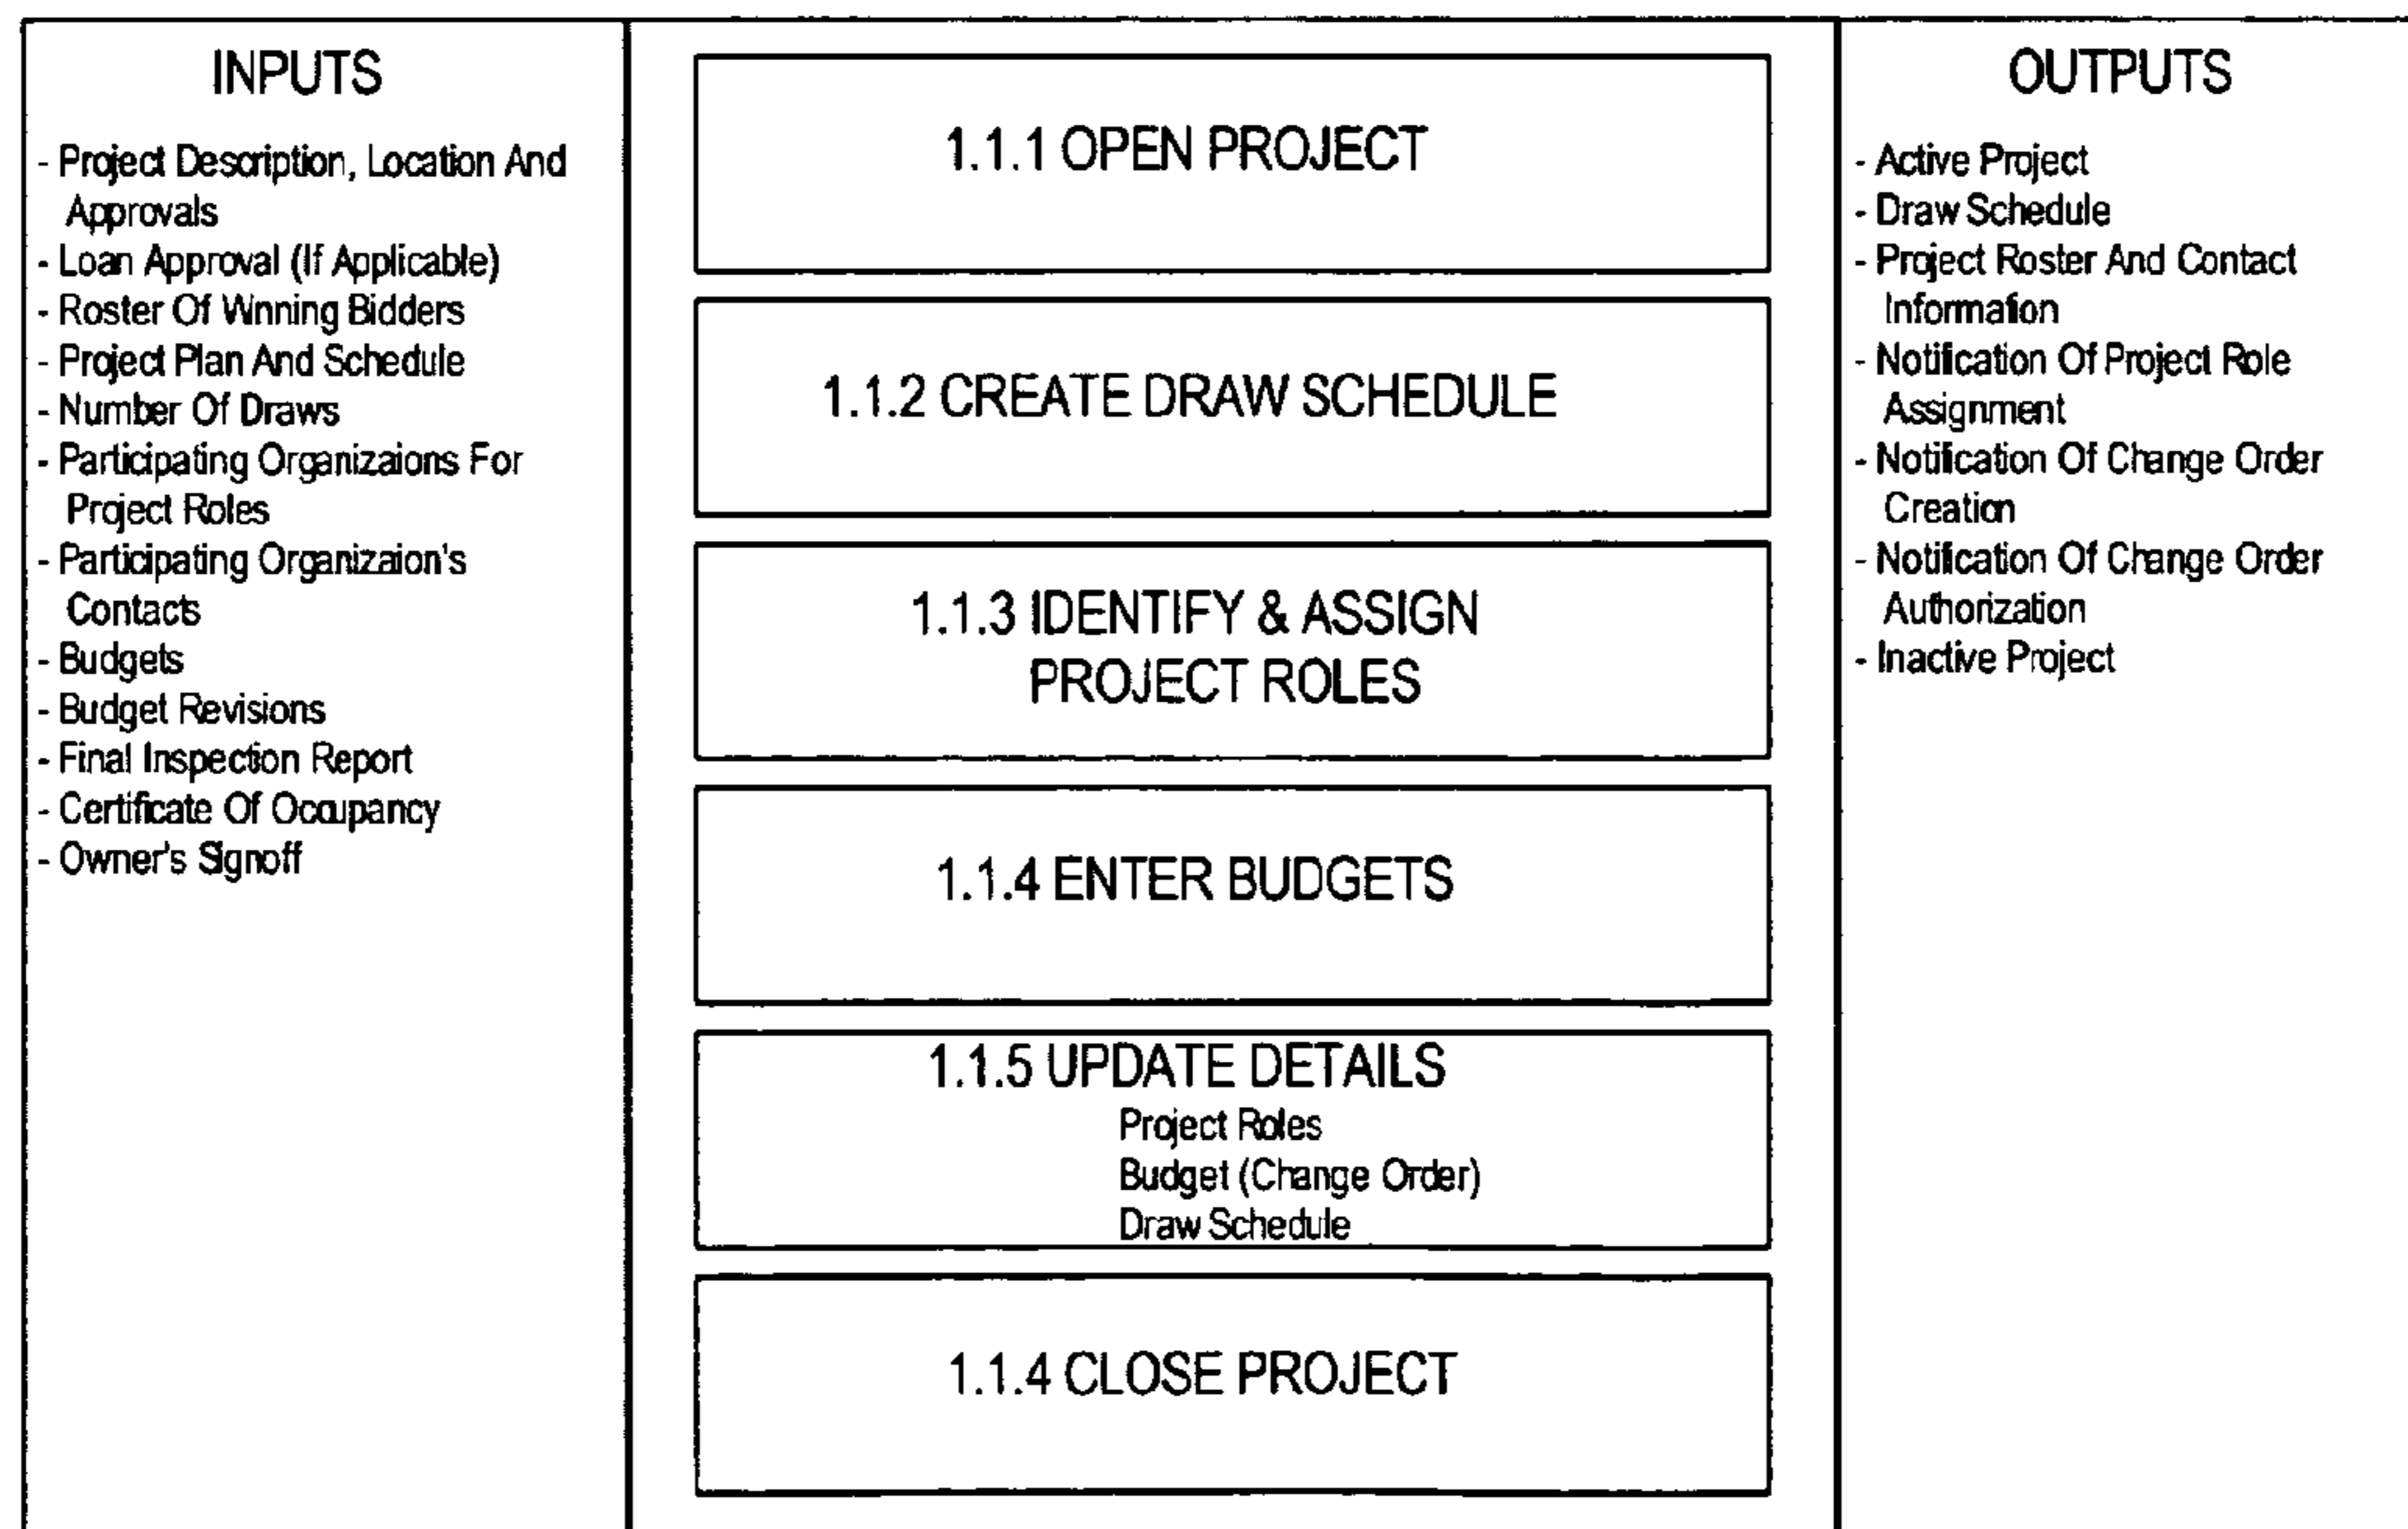 INPUTS
- Project Description, Location And
Approvals
- Loan Approval (If Applicable)
- Roster Of Wnning Bidders
- Project Plan And Schedule
- Number Of Draws
- Participating Organizaions For
Project Roles
- Participating Organizaion's
Contacts
- Budgets
- Budget Revisions
- Final Inspection Report
- Certificate Of Occupancy
- Owner's Signoff
1.1.1 OPEN PROJECT
1.1.2 CREATE DRAW SCHEDULE
1.1.3 IDENTIFY & ASSIGN
PROJECT ROLES
1.1.4 ENTER BUDGETS
1.1.5 UPDATE DETAILS
Project Roles
Budget (Change Order)
Draw Schedule
1.1.4 CLOSE PROJECT
OUTPUTS
- Active Project
- Draw Schedule
- Project Roster And Contact
Information
- Notification Of Project Role
Assignment
- Notification Of Change Order
Creation
- Notification Of Change Order
Authorization
- Inactive Project